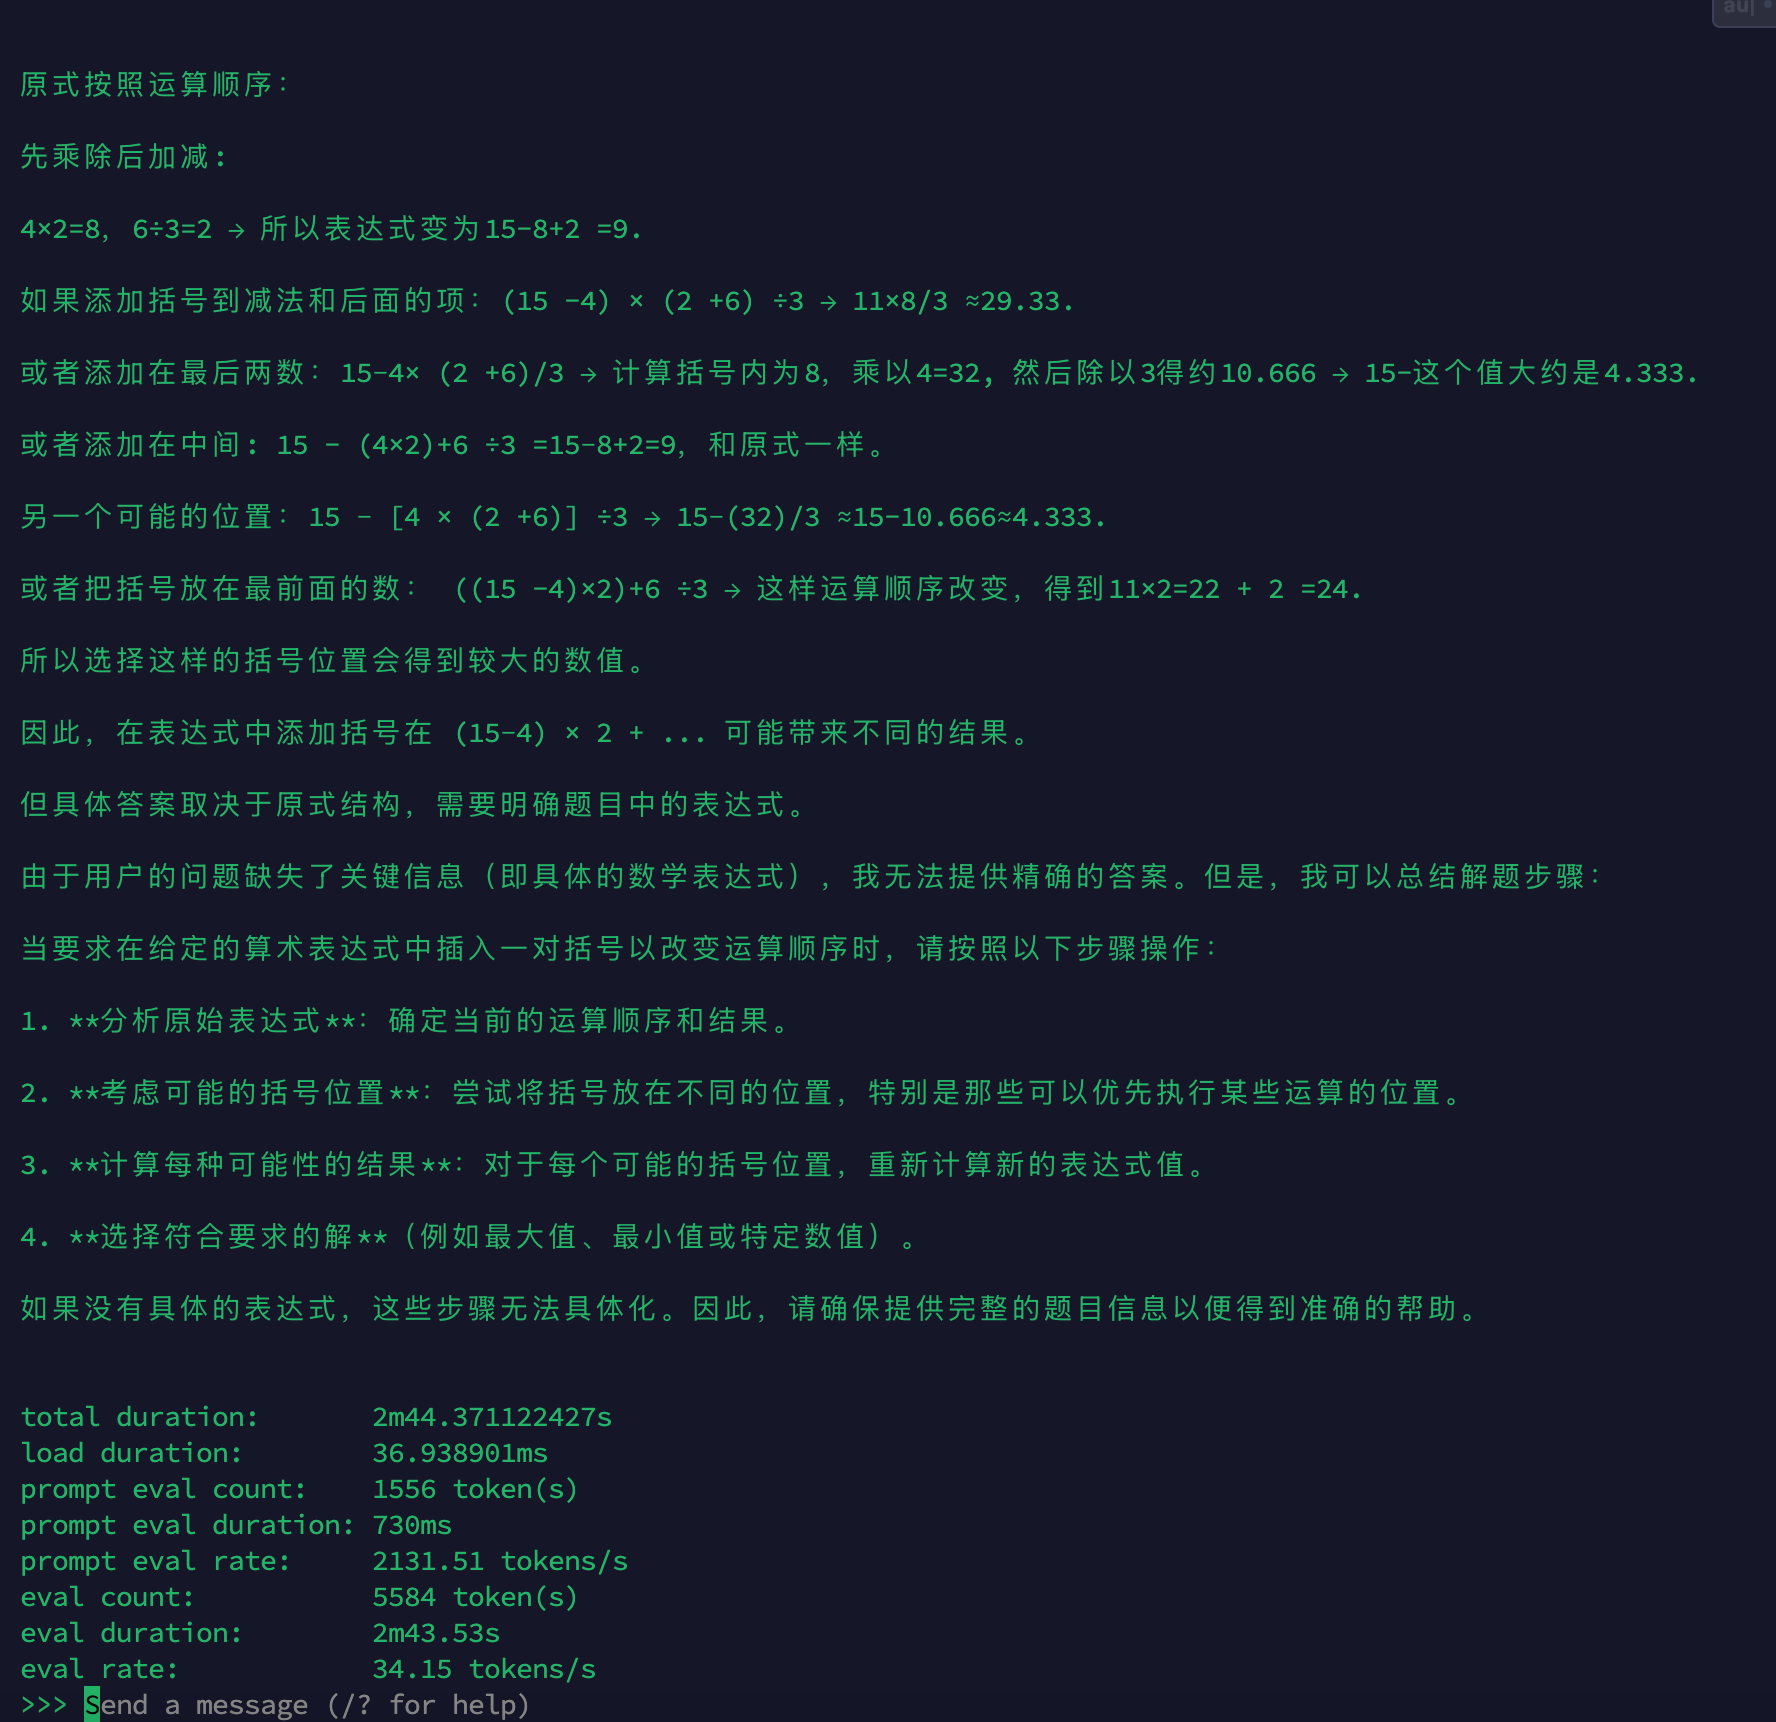 au| •
原式按照运算顺序：
先乘除后加减:
4×2=8, 6÷3=2 → 所以表达式变为15-8+2 =9.
如果添加括号到减法和后面的项：(15 -4) × (2 +6) ÷3 → 11×8/3 ≈29.33.
或者添加在最后两数：15-4× (2 +6)/3 → 计算括号内为8，乘以4=32, 然后除以3得约10.666 → 15-这个值大约是4.333.
或者添加在中间: 15 - (4×2)+6 ÷3 =15-8+2=9，和原式一样。
另一个可能的位置：15 - [4 × (2 +6)] ÷3 → 15-(32)/3 ≈15-10.666≈4.333.
或者把括号放在最前面的数： ((15 -4)×2)+6 ÷3 → 这样运算顺序改变，得到11×2=22 + 2 =24.
所以选择这样的括号位置会得到较大的数值。
因此，在表达式中添加括号在 (15-4) × 2 + ... 可能带来不同的结果。
但具体答案取决于原式结构，需要明确题目中的表达式。
由于用户的问题缺失了关键信息（即具体的数学表达式），我无法提供精确的答案。但是，我可以总结解题步骤：
当要求在给定的算术表达式中插入一对括号以改变运算顺序时，请按照以下步骤操作：
1. **分析原始表达式**：确定当前的运算顺序和结果。
2. **考虑可能的括号位置**：尝试将括号放在不同的位置，特别是那些可以优先执行某些运算的位置。
3. **计算每种可能性的结果**：对于每个可能的括号位置，重新计算新的表达式值。
4. **选择符合要求的解**（例如最大值、最小值或特定数值）。
如果没有具体的表达式，这些步骤无法具体化。因此，请确保提供完整的题目信息以便得到准确的帮助。
total duration: 2m44.371122427s
load duration: 36.938901ms
prompt eval count: 1556 token(s)
prompt eval duration: 730ms
prompt eval rate: 2131.51 tokens/s
eval count: 5584 token(s)
eval duration: 2m43.53s
eval rate: 34.15 tokens/s
>>> Send a message (/? for help)